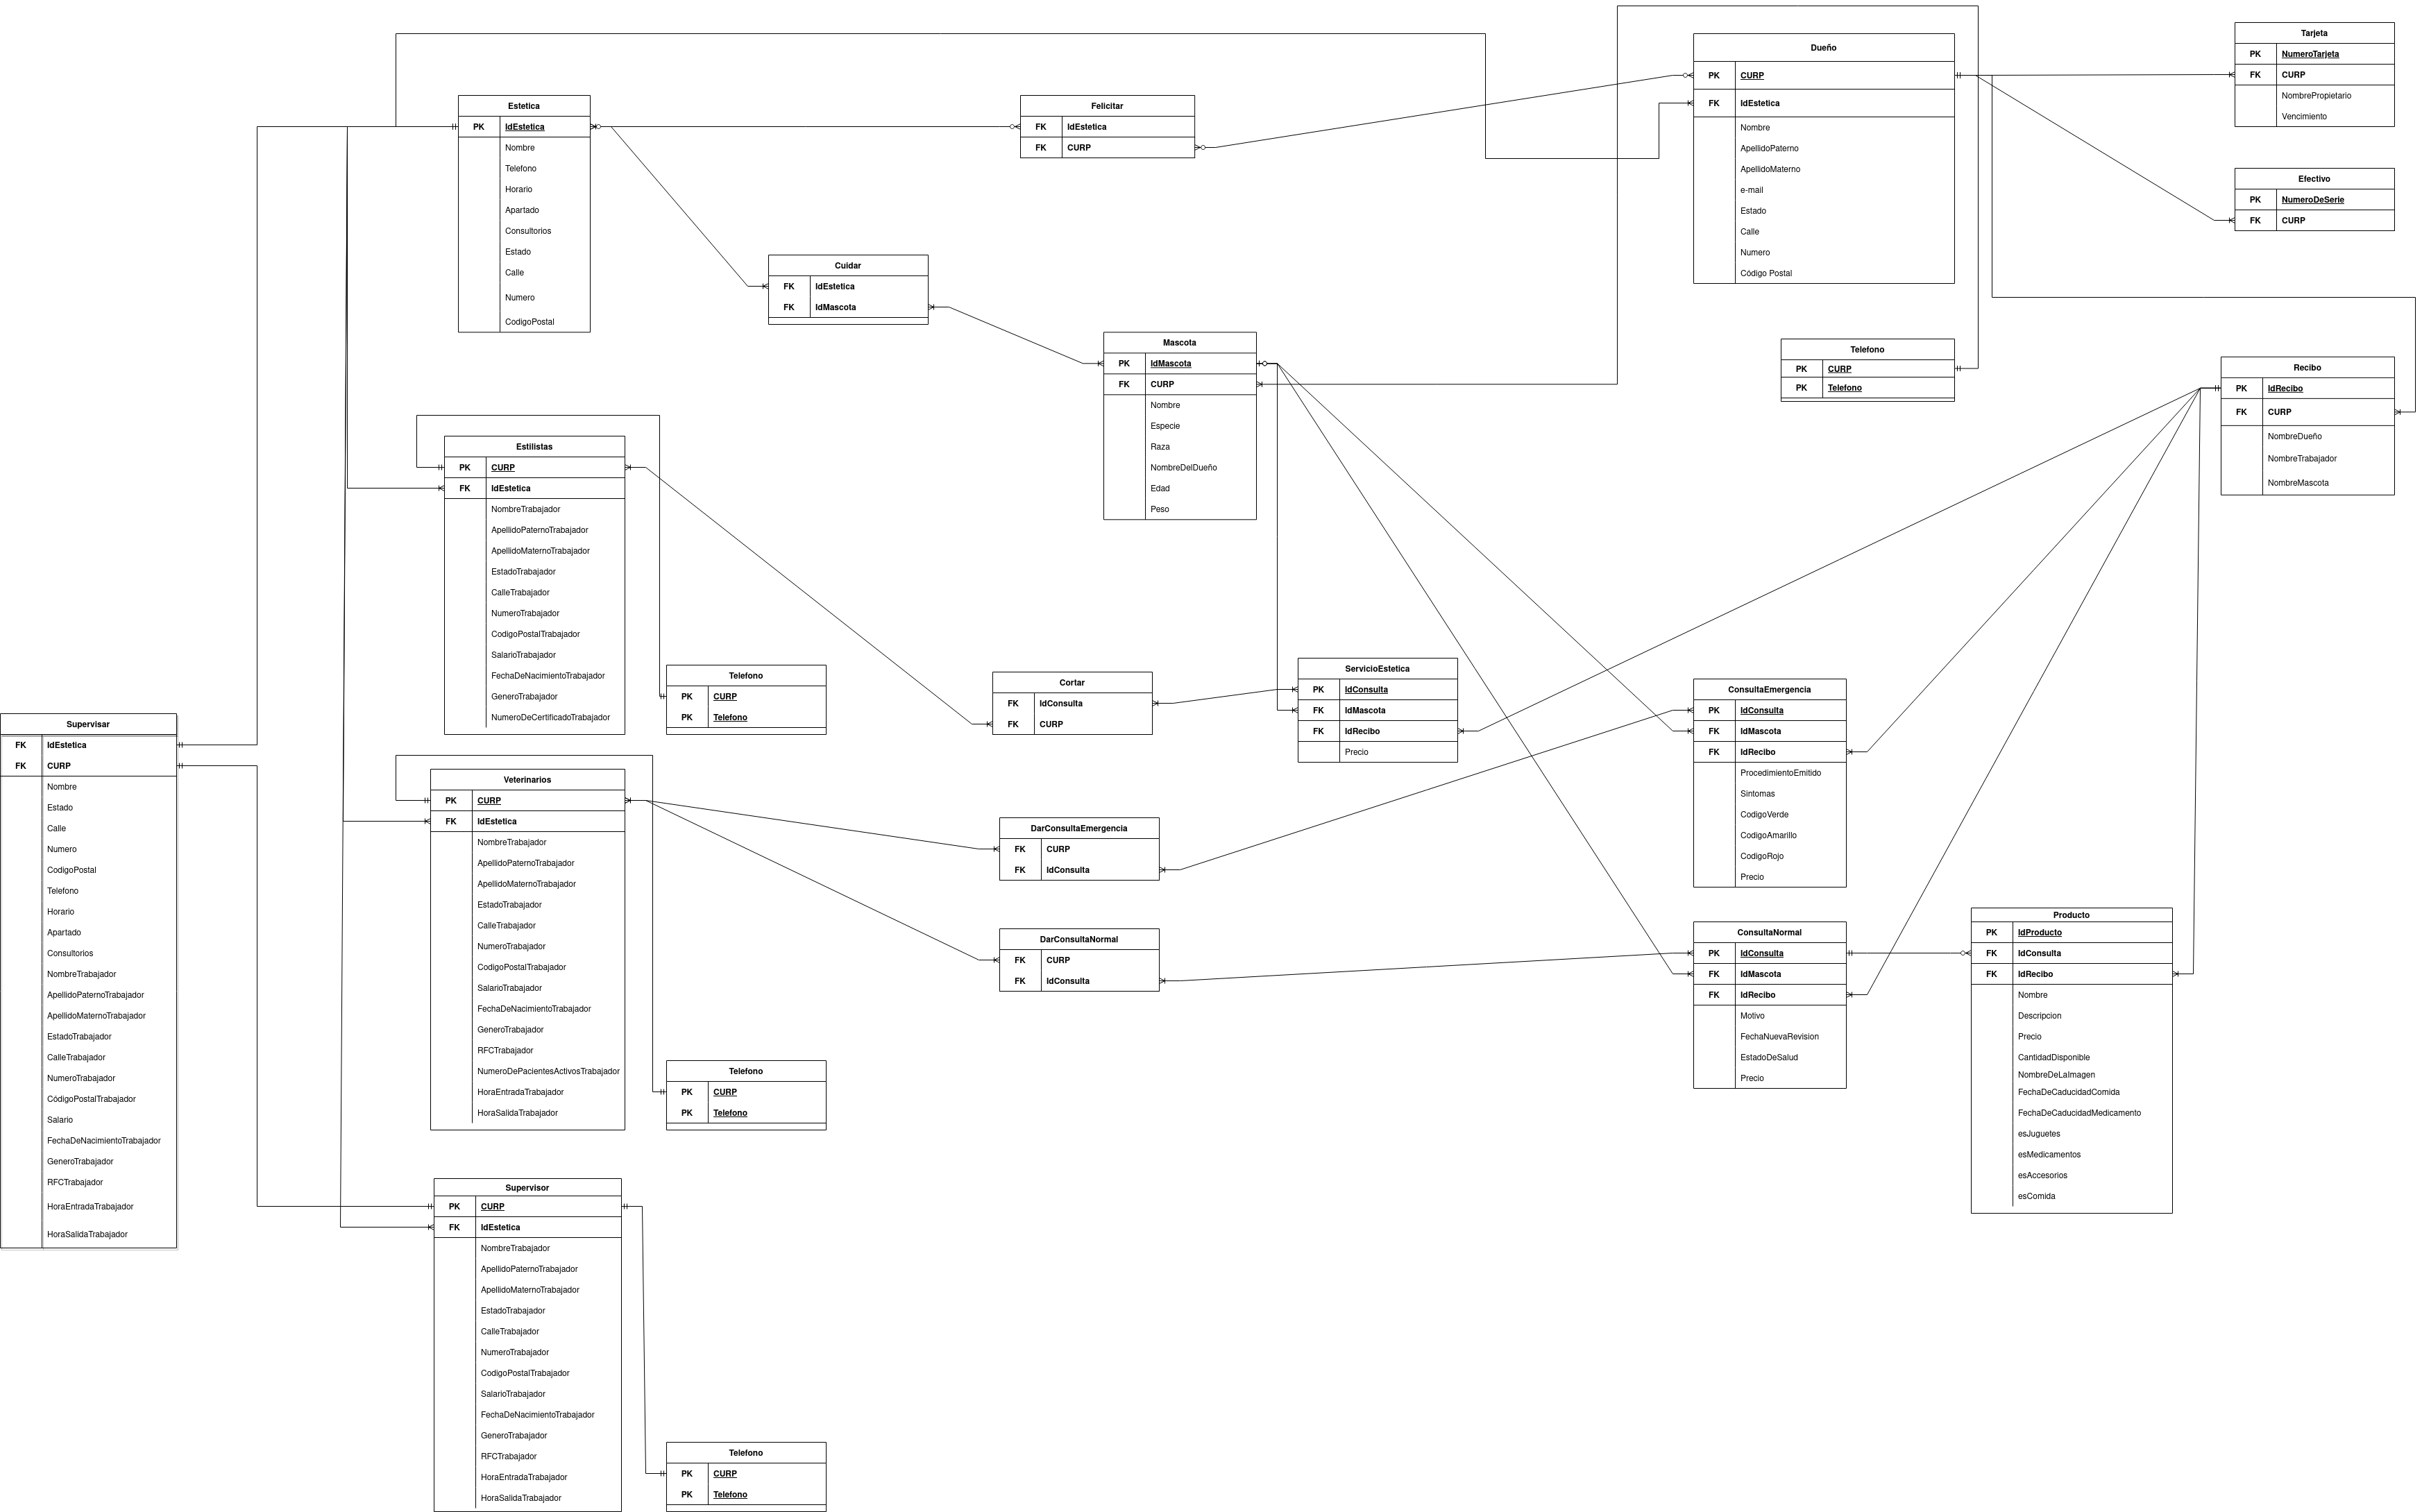 Estetica
PK IdEstetica
Nombre
Telefono
Horario
Apartado
Consultorios
Estado
Calle
Numero
CodigoPostal
Felicitar
FK IdEstetica
FK CURP
Dueño
PK CURP
FK IdEstetica
Nombre
ApellidoPaterno
ApellidoMaterno
e-mail
Estado
Calle
Numero
Código Postal
Tarjeta
PK NumeroTarjeta
FK CURP
NombrePropietario
Vencimiento
Efectivo
PK NumeroDeSerie
FK CURP
Cuidar
FK IdEstetica
FK IdMascota
Mascota
PK IdMascota
FK CURP
Nombre
Especie
Raza
NombreDelDueño
Edad
Peso
Telefono
PK CURP
PK Telefono
Recibo
PK IdRecibo
FK CURP
NombreDueño
NombreTrabajador
NombreMascota
Estilistas
PK CURP
FK IdEstetica
NombreTrabajador
ApellidoPaternoTrabajador
ApellidoMaternoTrabajador
EstadoTrabajador
CalleTrabajador
NumeroTrabajador
CodigoPostalTrabajador
SalarioTrabajador
FechaDeNacimientoTrabajador
GeneroTrabajador
NumeroDeCertificadoTrabajador
Telefono
PK CURP
PK Telefono
Cortar
FK IdConsulta
FK CURP
ServicioEstetica
PK IdConsulta
FK IdMascota
FK IdRecibo
Precio
ConsultaEmergencia
PK IdConsulta
FK IdMascota
FK IdRecibo
ProcedimientoEmitido
Sintomas
CodigoVerde
CodigoAmarillo
CodigoRojo
Precio
Supervisar
FK IdEstetica
FK CURP
Nombre
Estado
Calle
Numero
CodigoPostal
Telefono
Horario
Apartado
Consultorios
NombreTrabajador
ApellidoPaternoTrabajador
ApellidoMaternoTrabajador
EstadoTrabajador
CalleTrabajador
NumeroTrabajador
CódigoPostalTrabajador
Salario
FechaDeNacimientoTrabajador
GeneroTrabajador
RFCTrabajador
HoraEntradaTrabajador
HoraSalidaTrabajador
Veterinarios
PK CURP
FK IdEstetica
NombreTrabajador
ApellidoPaternoTrabajador
ApellidoMaternoTrabajador
EstadoTrabajador
CalleTrabajador
NumeroTrabajador
CodigoPostalTrabajador
SalarioTrabajador
FechaDeNacimientoTrabajador
GeneroTrabajador
RFCTrabajador
NumeroDePacientesActivosTrabajador
HoraEntradaTrabajador
HoraSalidaTrabajador
DarConsultaEmergencia
FK CURP
FK IdConsulta
DarConsultaNormal
FK CURP
FK IdConsulta
ConsultaNormal
PK IdConsulta
FK IdMascota
FK IdRecibo
Motivo
FechaNuevaRevision
EstadoDeSalud
Precio
Producto
PK IdProducto
FK IdConsulta
FK IdRecibo
Nombre
Descripcion
Precio
CantidadDisponible
NombreDeLaImagen
FechaDeCaducidadComida
FechaDeCaducidadMedicamento
esJuguetes
esMedicamentos
esAccesorios
esComida
Telefono
PK CURP
PK Telefono
Supervisor
PK CURP
FK IdEstetica
NombreTrabajador
ApellidoPaternoTrabajador
ApellidoMaternoTrabajador
EstadoTrabajador
CalleTrabajador
NumeroTrabajador
CodigoPostalTrabajador
SalarioTrabajador
FechaDeNacimientoTrabajador
GeneroTrabajador
RFCTrabajador
HoraEntradaTrabajador
HoraSalidaTrabajador
Telefono
PK CURP
PK Telefono